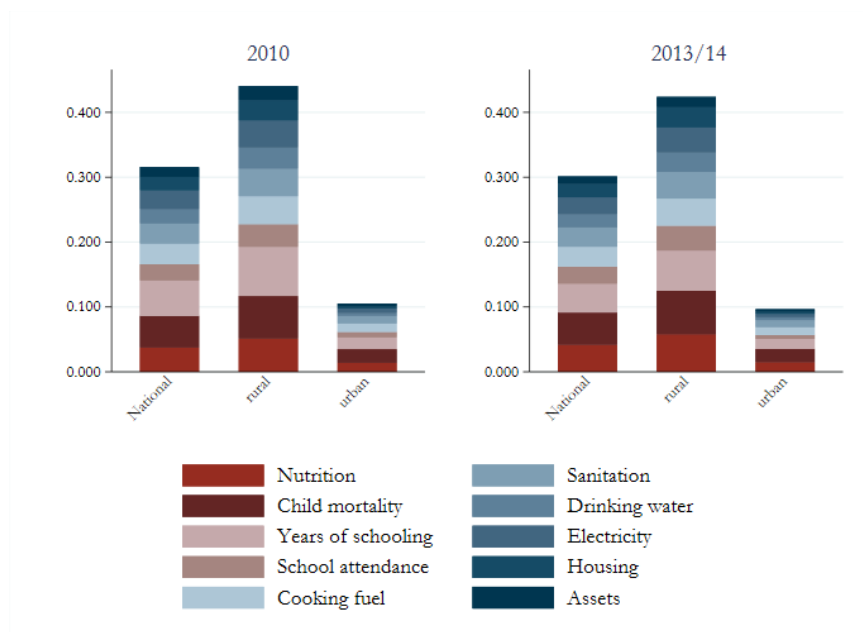 2010
2013/14
0.400
0.300
0.200
0.100
0.000
National
rural
urban
0.400
0.300
0.200
0.100
0.000
National
rural
urban
Nutrition
Sanitation
Child mortality
Drinking water
Years of schooling
Electricity
School attendance
Housing
Cooking fuel
Assets